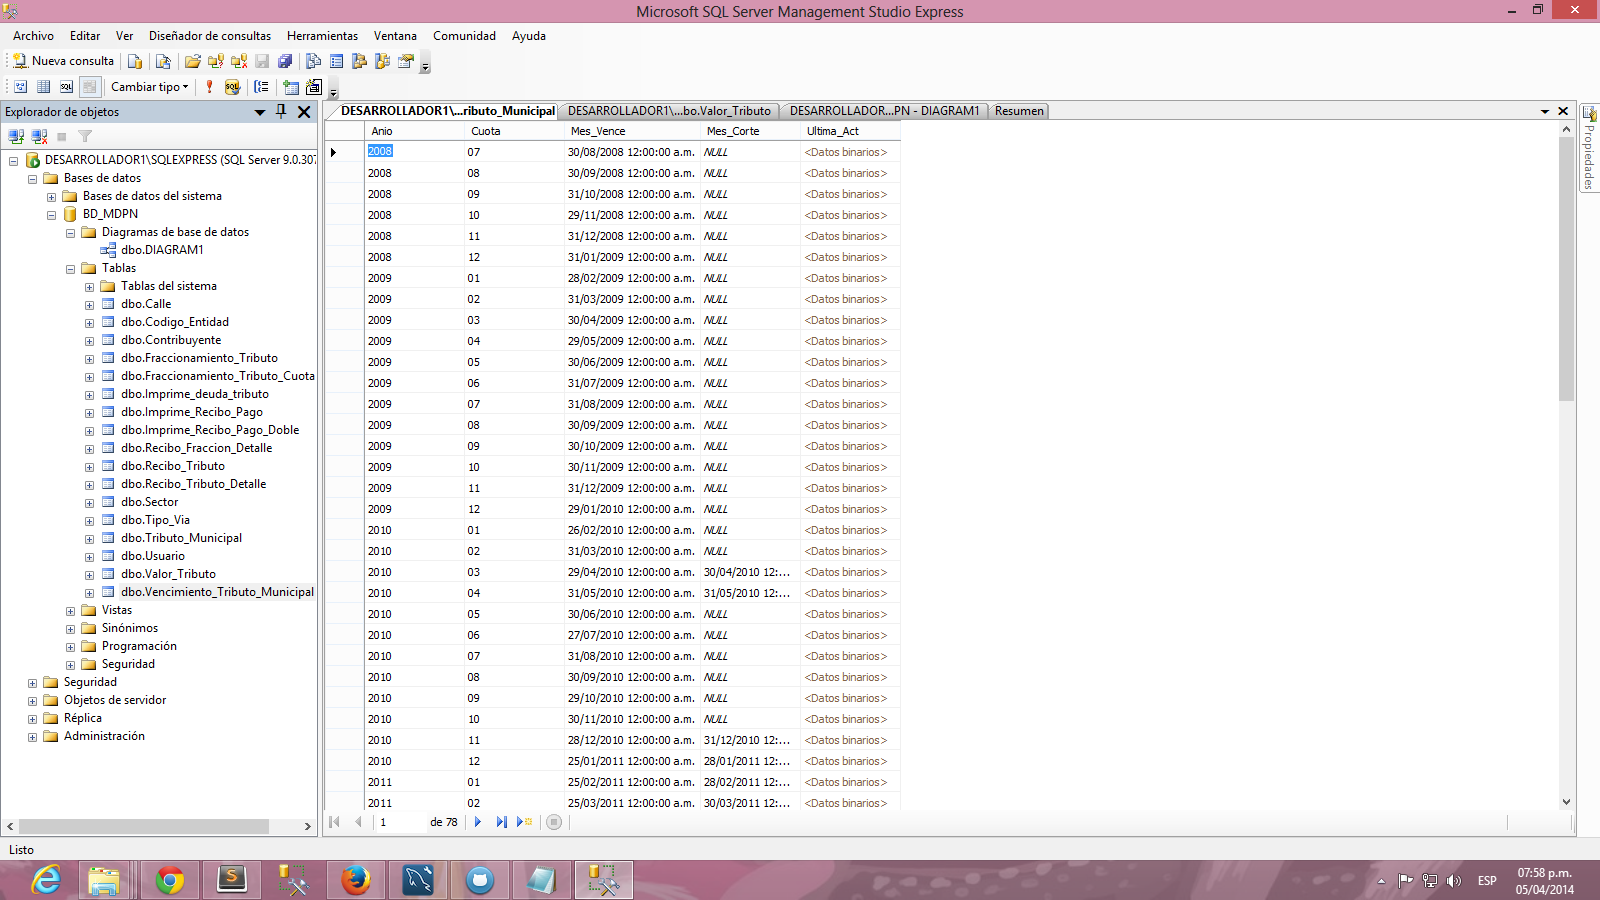 Microsoft SQL Server Management Studio Express
Archivo Editar Ver Diseñador de consultas Herramientas Ventana Comunidad Ayuda
Nueva consulta
SQL Cambiar tipo SQL
Explorador de objetos
DESARROLLADOR1\SQLEXPRESS (SQL Server 9.0.307
Bases de datos
Bases de datos del sistema
BD_MDPN
Diagramas de base de datos
dbo.DIAGRAM1
Tablas
Tablas del sistema
dbo.Calle
dbo.Codigo_Entidad
dbo.Contribuyente
dbo.Fraccionamiento_Tributo
dbo.Fraccionamiento_Tributo_Cuota
dbo.Imprime_deuda_tributo
dbo.Imprime_Recibo_Pago
dbo.Imprime_Recibo_Pago_Doble
dbo.Recibo_Fraccion_Detalle
dbo.Recibo_Tributo
dbo.Recibo_Tributo_Detalle
dbo.Sector
dbo.Tipo_Via
dbo.Tributo_Municipal
dbo.Usuario
dbo.Valor_Tributo
dbo.Vencimiento_Tributo_Municipal
Vistas
Sinónimos
Programación
Seguridad
Seguridad
Objetos de servidor
Réplica
Administración
DESARROLLADOR1\...ributo_Municipal DESARROLLADOR1\...bo.Valor_Tributo DESARROLLADOR...PN - DIAGRAM1 Resumen
Anio Cuota Mes_Vence Mes_Corte Ultima_Act
2008 07 30/08/2008 12:00:00 a.m. NULL <Datos binarios>
2008 08 30/09/2008 12:00:00 a.m. NULL <Datos binarios>
2008 09 31/10/2008 12:00:00 a.m. NULL <Datos binarios>
2008 10 29/11/2008 12:00:00 a.m. NULL <Datos binarios>
2008 11 31/12/2008 12:00:00 a.m. NULL <Datos binarios>
2008 12 31/01/2009 12:00:00 a.m. NULL <Datos binarios>
2009 01 28/02/2009 12:00:00 a.m. NULL <Datos binarios>
2009 02 31/03/2009 12:00:00 a.m. NULL <Datos binarios>
2009 03 30/04/2009 12:00:00 a.m. NULL <Datos binarios>
2009 04 29/05/2009 12:00:00 a.m. NULL <Datos binarios>
2009 05 30/06/2009 12:00:00 a.m. NULL <Datos binarios>
2009 06 31/07/2009 12:00:00 a.m. NULL <Datos binarios>
2009 07 31/08/2009 12:00:00 a.m. NULL <Datos binarios>
2009 08 30/09/2009 12:00:00 a.m. NULL <Datos binarios>
2009 09 30/10/2009 12:00:00 a.m. NULL <Datos binarios>
2009 10 30/11/2009 12:00:00 a.m. NULL <Datos binarios>
2009 11 31/12/2009 12:00:00 a.m. NULL <Datos binarios>
2009 12 29/01/2010 12:00:00 a.m. NULL <Datos binarios>
2010 01 26/02/2010 12:00:00 a.m. NULL <Datos binarios>
2010 02 31/03/2010 12:00:00 a.m. NULL <Datos binarios>
2010 03 29/04/2010 12:00:00 a.m. 30/04/2010 12:... <Datos binarios>
2010 04 31/05/2010 12:00:00 a.m. 31/05/2010 12:... <Datos binarios>
2010 05 30/06/2010 12:00:00 a.m. NULL <Datos binarios>
2010 06 27/07/2010 12:00:00 a.m. NULL <Datos binarios>
2010 07 31/08/2010 12:00:00 a.m. NULL <Datos binarios>
2010 08 30/09/2010 12:00:00 a.m. NULL <Datos binarios>
2010 09 29/10/2010 12:00:00 a.m. NULL <Datos binarios>
2010 10 30/11/2010 12:00:00 a.m. NULL <Datos binarios>
2010 11 28/12/2010 12:00:00 a.m. 31/12/2010 12:... <Datos binarios>
2010 12 25/01/2011 12:00:00 a.m. 28/01/2011 12:... <Datos binarios>
2011 01 25/02/2011 12:00:00 a.m. 28/02/2011 12:... <Datos binarios>
2011 02 25/03/2011 12:00:00 a.m. 30/03/2011 12:... <Datos binarios>
1 de 78
Propiedades
Listo
ESP
07:58 p.m.
05/04/2014